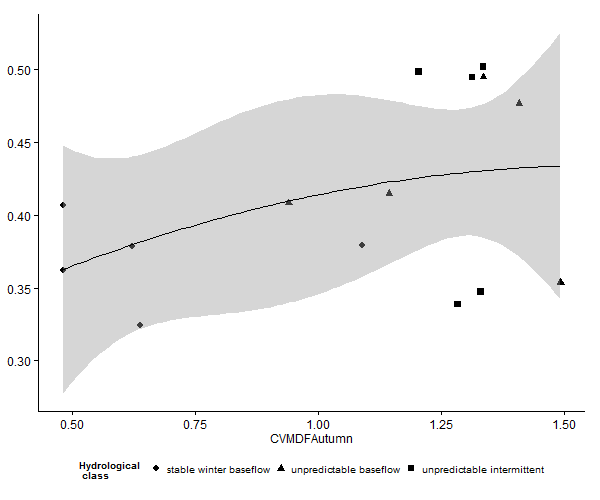 0.50
0.45
0.40
0.35
0.30
0.50 0.75 1.00 1.25 1.50
CVMDFAutumn
Hydrological class stable winter baseflow unpredictable baseflow unpredictable intermittent